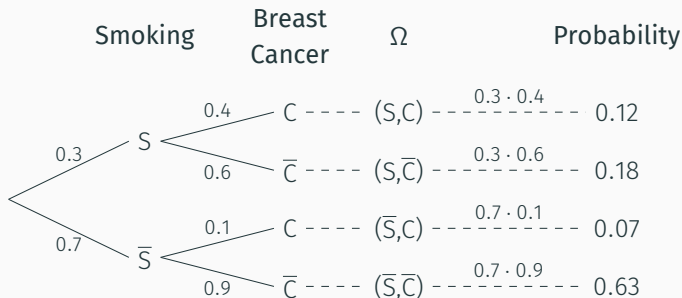 Smoking Breast Cancer Ω Probability
0.3 S 0.4 C (S,C) 0.3 · 0.4 0.12
0.6 C̅ (S,C̅) 0.3 · 0.6 0.18
0.7 S̅ 0.1 C (S̅,C) 0.7 · 0.1 0.07
0.9 C̅ (S̅,C̅) 0.7 · 0.9 0.63